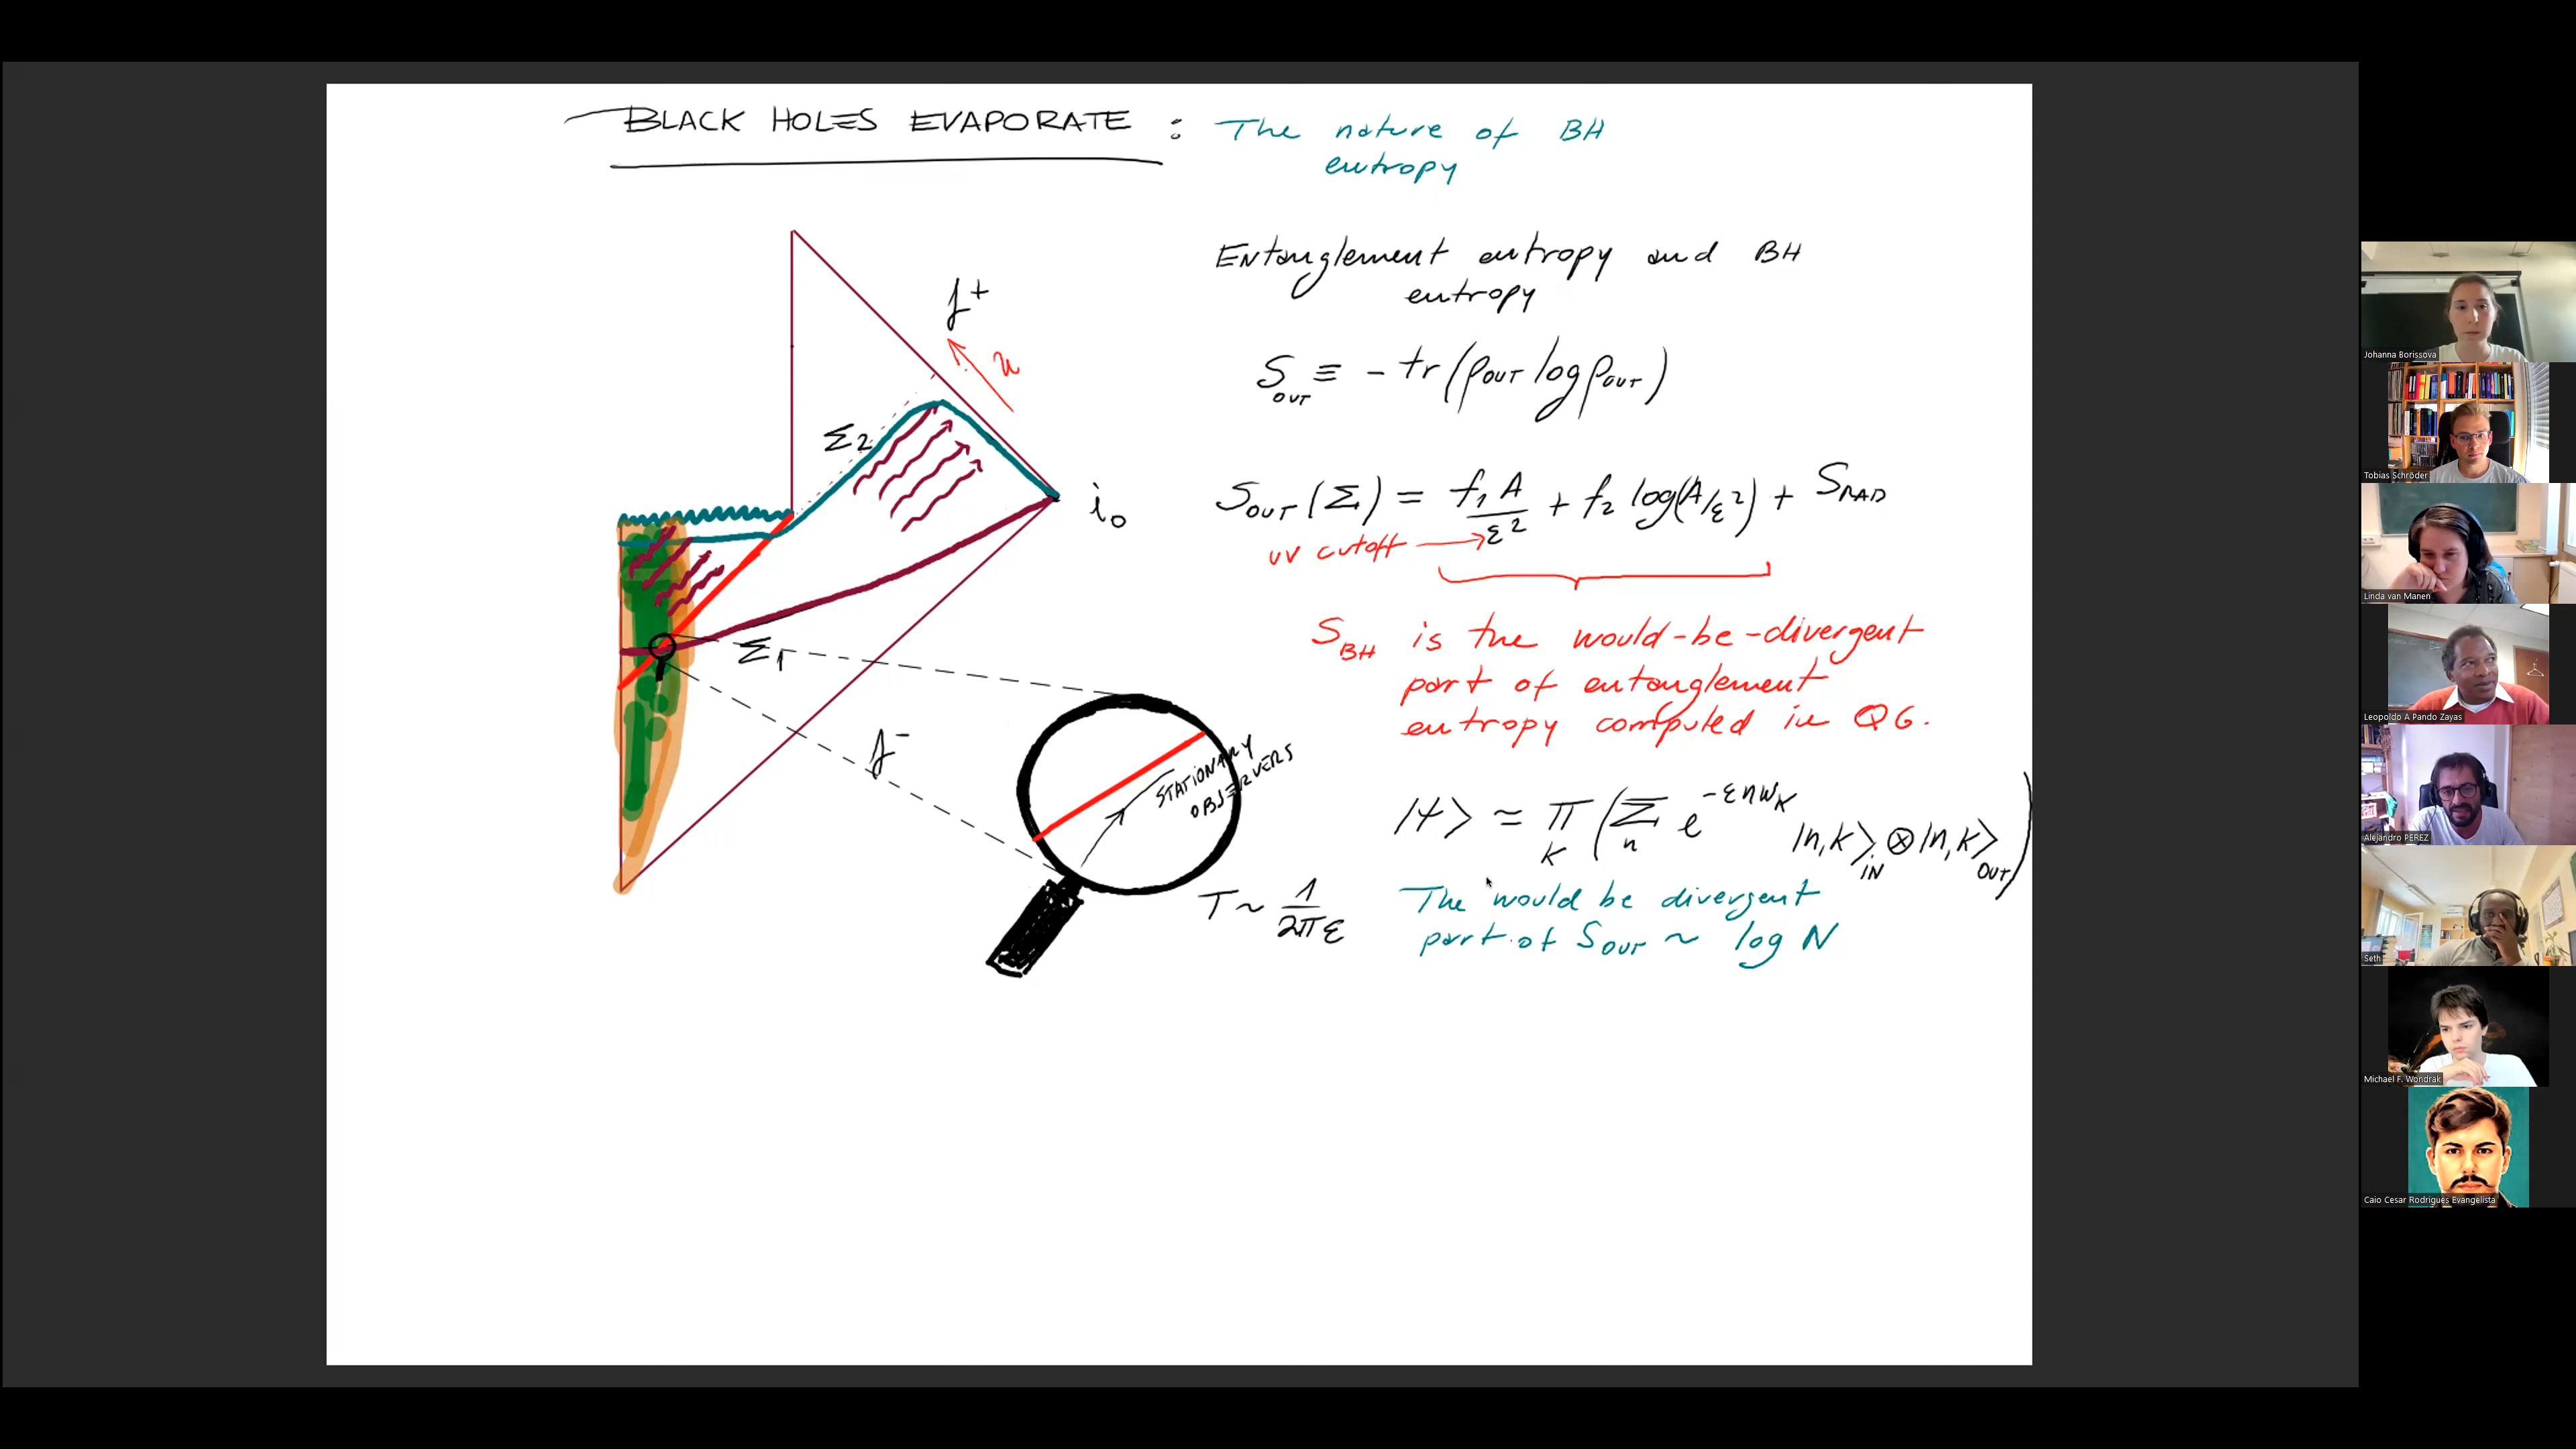 BLACK HOLES EVAPORATE : The nature of BH
entropy
Entanglement entropy and BH
entropy
S_OUT ≡ - tr(ρ_OUT log ρ_OUT)
S_OUT(Σ) = f₁A/ε² + f₂ log(A/ε²) + S_RAD
UV cutoff →
S_BH is the would-be-divergent
part of entanglement
entropy computed in QG.
|ψ⟩ ≈ π_K (Σ_n e^{-εnω_K} |n,K⟩_IN ⊗ |n,K⟩_OUT)
T ~ 1/2πε
The would be divergent
part of S_OUT ~ log N
𝓘+
u
Σ2
i₀
Σ1
𝓘-
STATIONARY
OBSERVERS
Johanna Borissova
Tobias Schröder
Linda van Manen
Leopoldo A Pando Zayas
Alejandro PEREZ
Seth
Michael F. Wondrak
Caio Cesar Rodrigues Evangelista